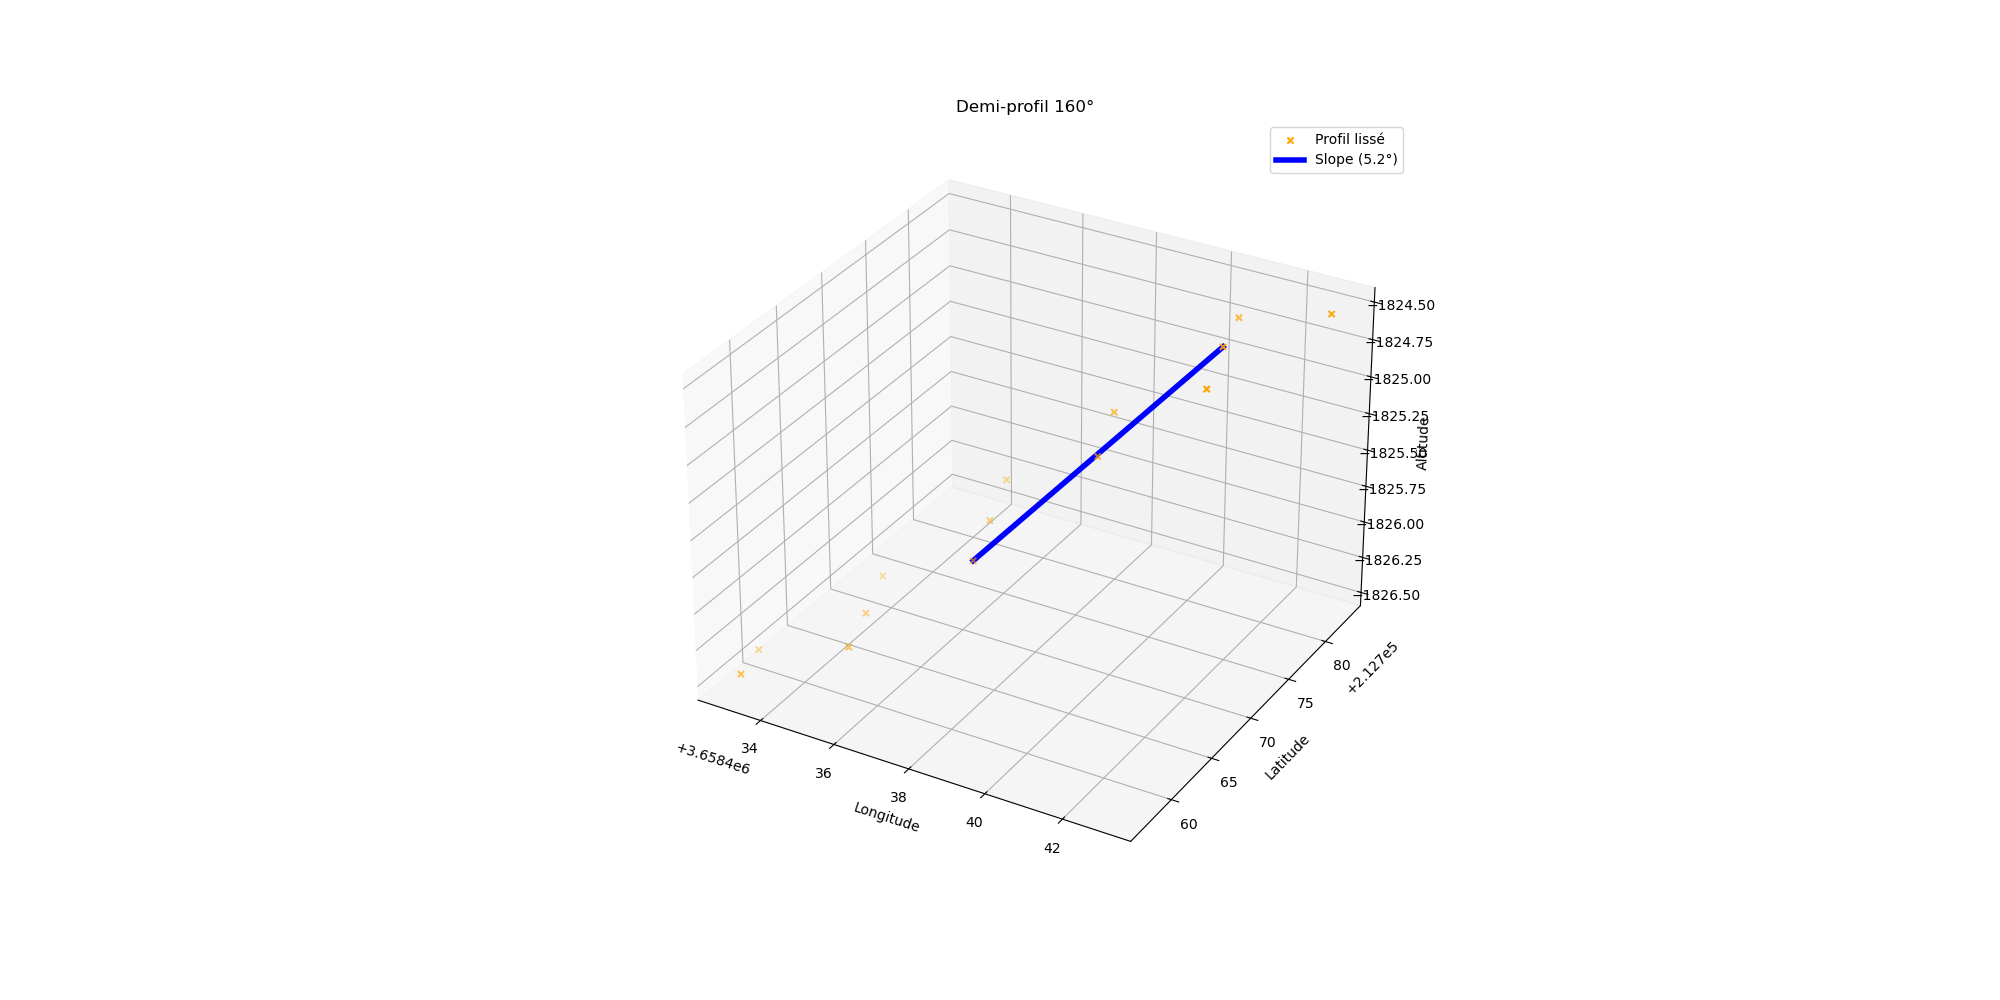 Demi-profil 160°
Profil lissé
Slope (5.2°)
−1824.50
−1824.75
−1825.00
−1825.25
−1825.50
−1825.75
−1826.00
−1826.25
−1826.50
Altitude
80
75
70
65
60
+2.127e5
Latitude
34
36
38
40
42
+3.6584e6
Longitude